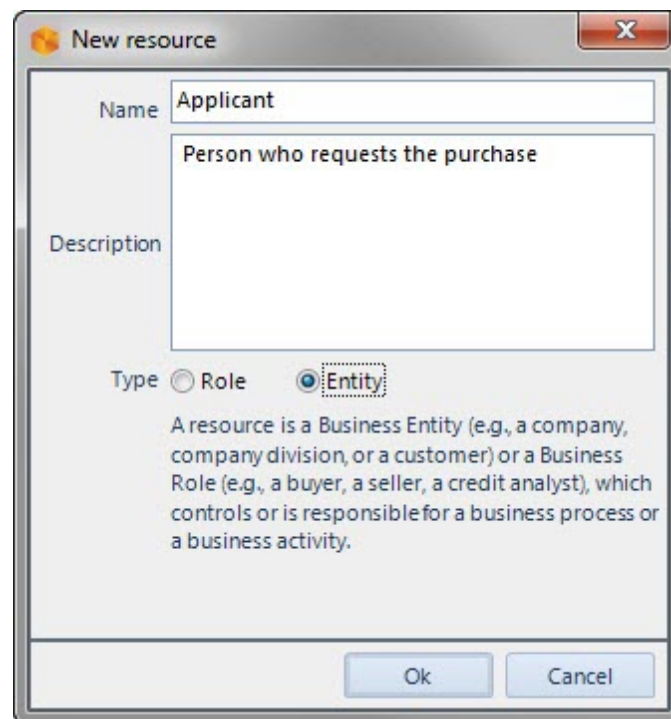 New resource
Name Applicant
Person who requests the purchase
Description
Type Role Entity
A resource is a Business Entity (e.g., a company,
company division, or a customer) or a Business
Role (e.g., a buyer, a seller, a credit analyst), which
controls or is responsible for a business process or
a business activity.
Ok Cancel